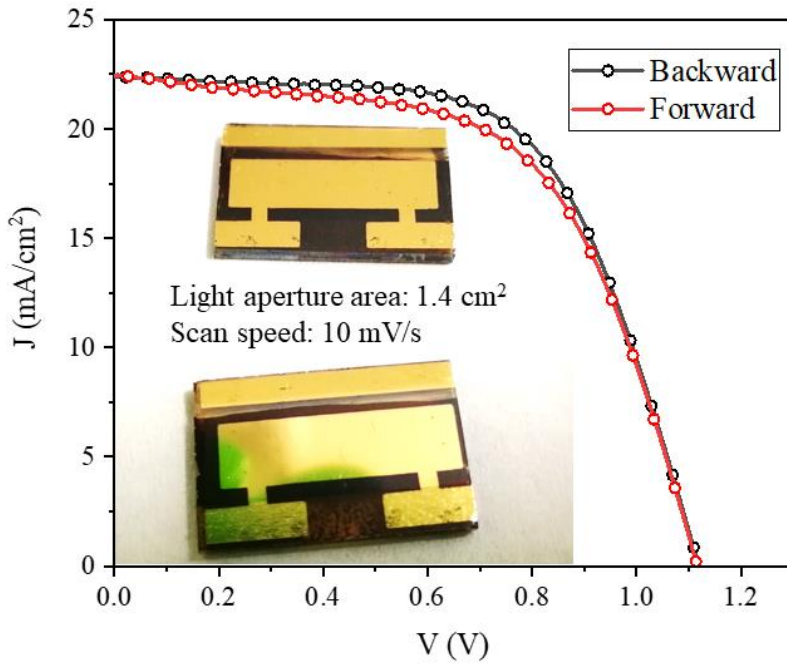 25
20
15
10
5
0
J (mA/cm²)
Backward
Forward
Light aperture area: 1.4 cm²
Scan speed: 10 mV/s
0.0 0.2 0.4 0.6 0.8 1.0 1.2
V (V)